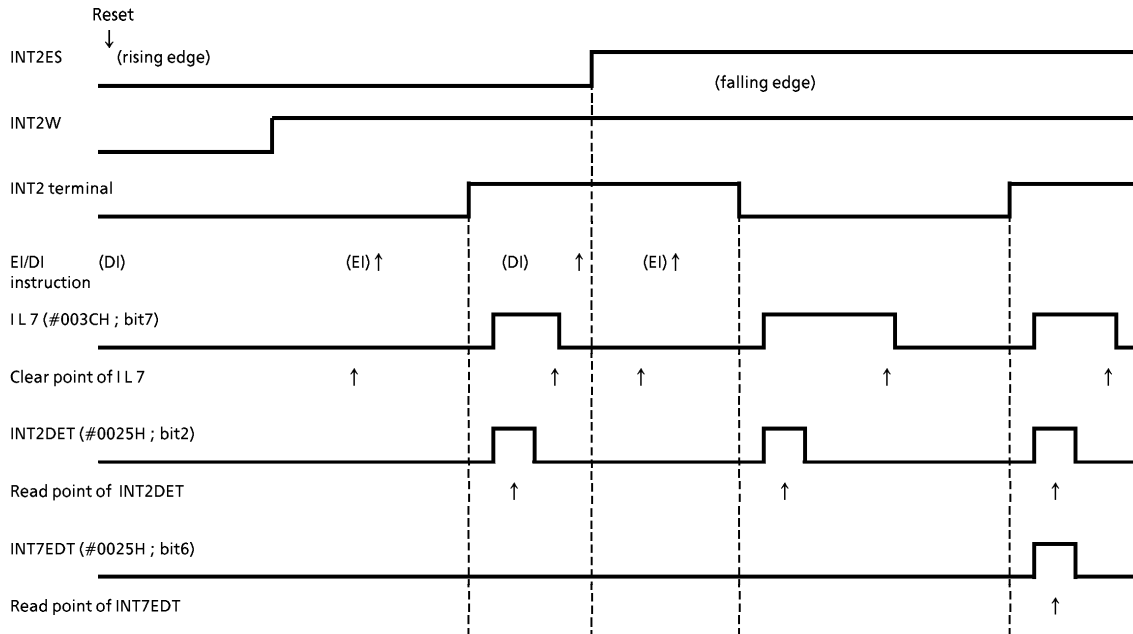 Reset
↓
INT2ES (rising edge)
(falling edge)
INT2W
INT2 terminal
EI/DI (DI) (EI) ↑ (DI) ↑ (EI) ↑
instruction
I L 7 (#003CH ; bit7)
Clear point of I L 7 ↑ ↑ ↑ ↑ ↑
INT2DET (#0025H ; bit2)
Read point of INT2DET ↑ ↑ ↑
INT7EDT (#0025H ; bit6)
Read point of INT7EDT ↑